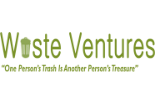 Waste Ventures
"One Person's Trash Is Another Person's Treasure"